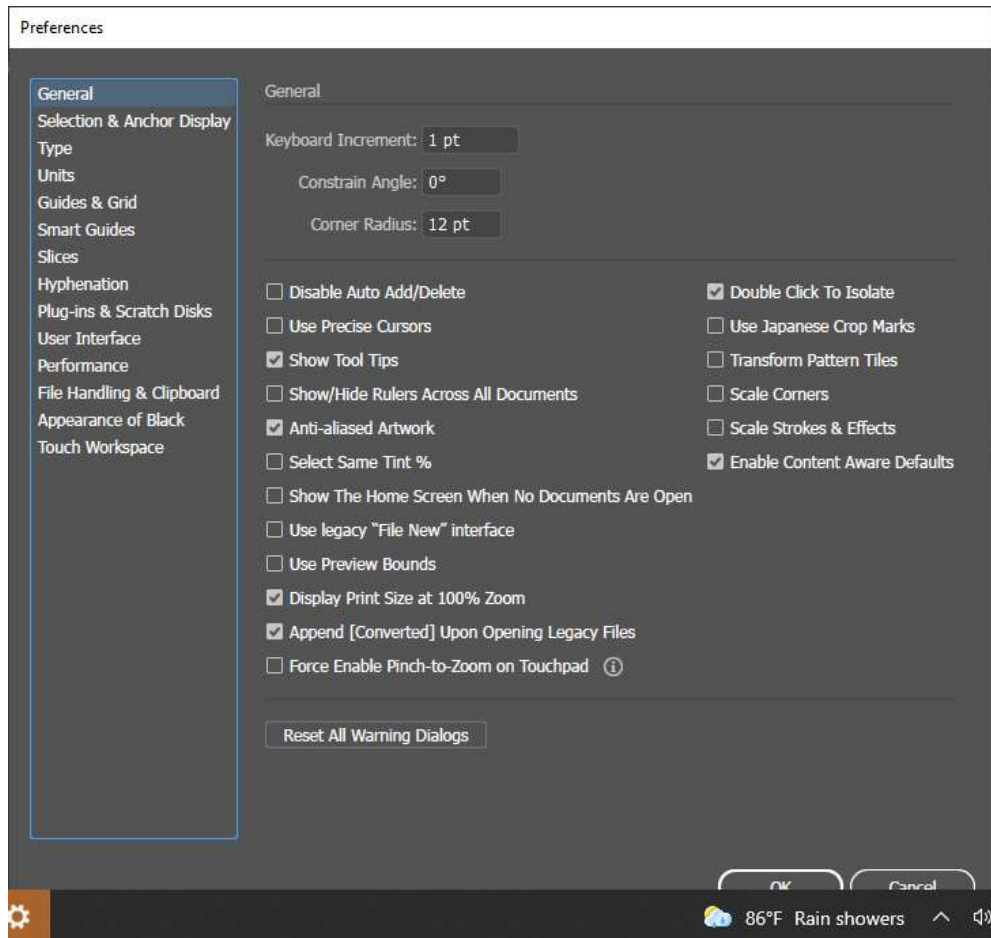 Preferences
General
Selection & Anchor Display
Type
Units
Guides & Grid
Smart Guides
Slices
Hyphenation
Plug-ins & Scratch Disks
User Interface
Performance
File Handling & Clipboard
Appearance of Black
Touch Workspace
General
Keyboard Increment: 1 pt
Constrain Angle: 0°
Corner Radius: 12 pt
Disable Auto Add/Delete
Use Precise Cursors
Show Tool Tips
Show/Hide Rulers Across All Documents
Anti-aliased Artwork
Select Same Tint %
Show The Home Screen When No Documents Are Open
Use legacy “File New” interface
Use Preview Bounds
Display Print Size at 100% Zoom
Append [Converted] Upon Opening Legacy Files
Force Enable Pinch-to-Zoom on Touchpad
Double Click To Isolate
Use Japanese Crop Marks
Transform Pattern Tiles
Scale Corners
Scale Strokes & Effects
Enable Content Aware Defaults
Reset All Warning Dialogs
OK Cancel
86°F Rain showers